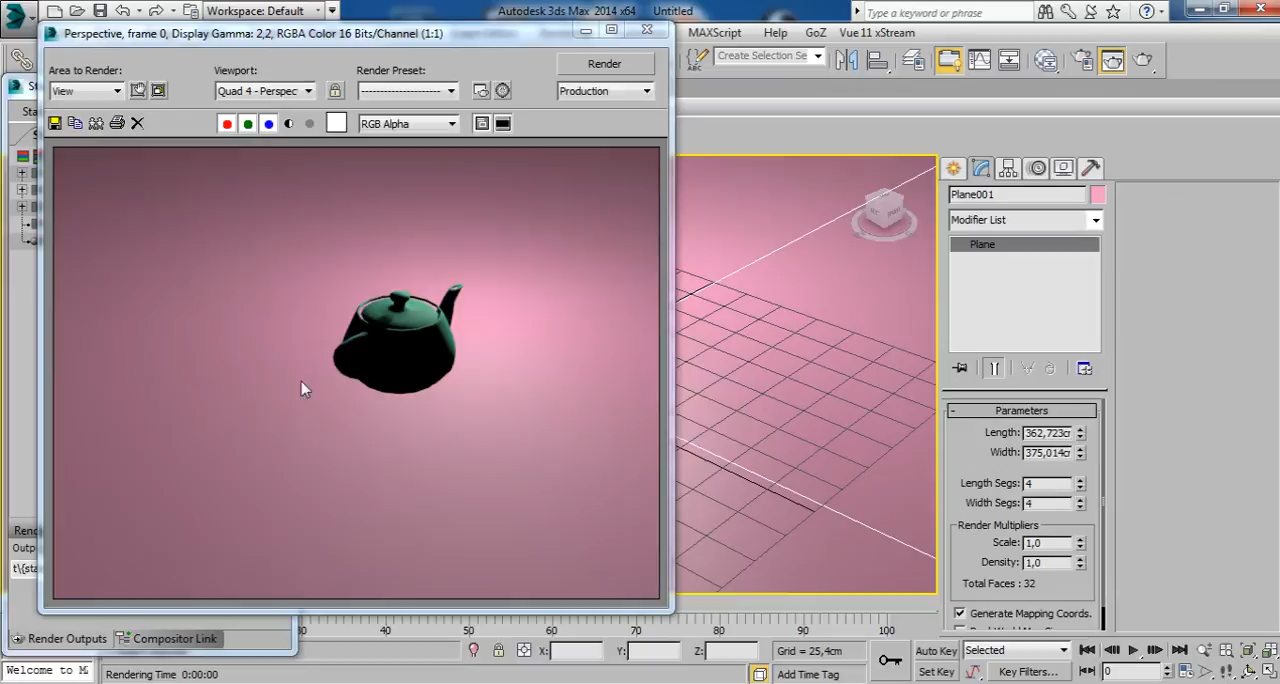 Workspace: Default
Autodesk 3ds Max 2014 x64
Untitled
Type a keyword or phrase
Perspective, frame 0, Display Gamma: 2,2, RGBA Color 16 Bits/Channel (1:1)
MAXScript
Help
GoZ
Vue 11 xStream
Area to Render:
Viewport:
Render Preset:
Render
Create Selection Se
View
Quad 4 - Perspec
Production
RGB Alpha
Plane001
Modifier List
Plane
Parameters
Length: 362,723cr
Width: 375,014cr
Length Segs: 4
Width Segs: 4
Render Multipliers
Scale: 1,0
Density: 1,0
Total Faces : 32
Generate Mapping Coords.
Render Outputs
Compositor Link
30 40 50 60 70 80 90 100
X:
Y:
Z:
Grid = 25,4cm
Auto Key
Selected
Welcome to M
Rendering Time 0:00:00
Add Time Tag
Set Key
Key Filters...
0